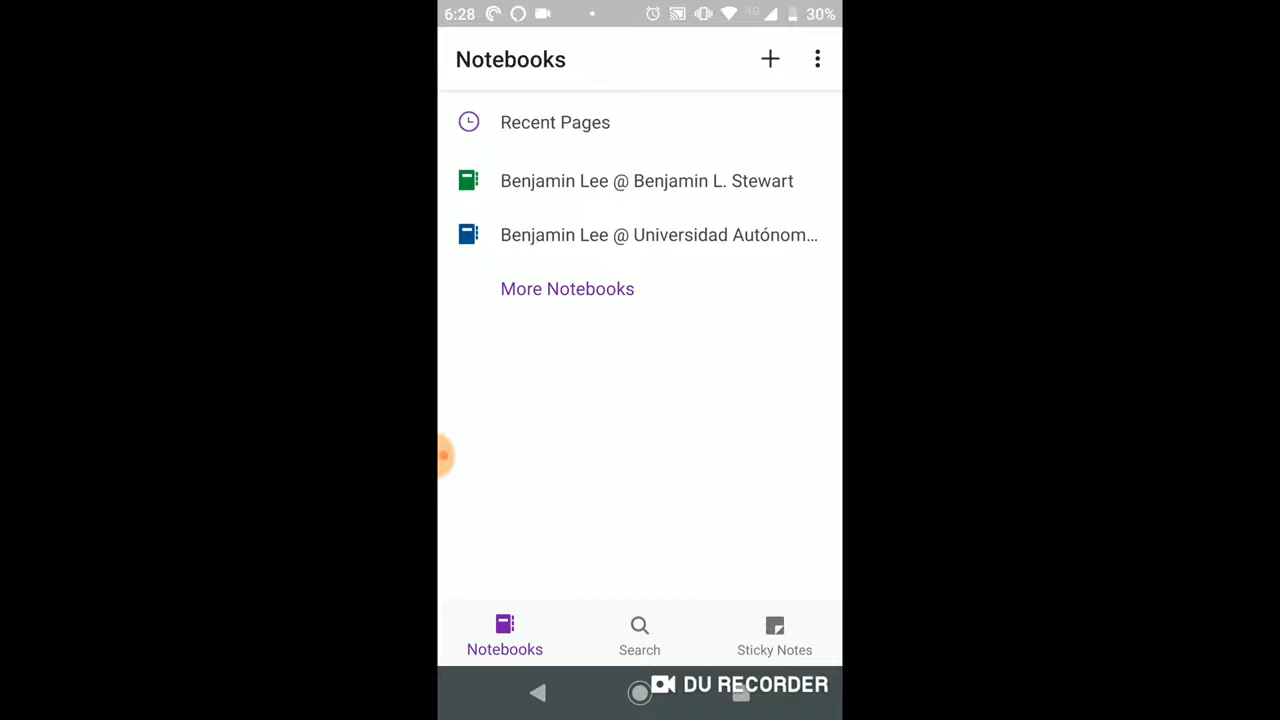 6:28
4G
30%
Notebooks
Recent Pages
Benjamin Lee @ Benjamin L. Stewart
Benjamin Lee @ Universidad Autónom...
More Notebooks
Notebooks
Search
Sticky Notes
DU RECORDER